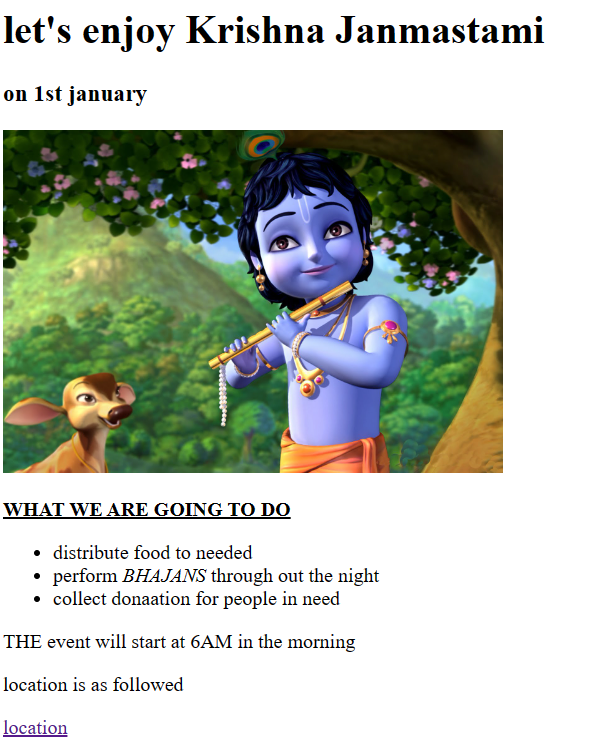 let's enjoy Krishna Janmastami
on 1st january
WHAT WE ARE GOING TO DO
distribute food to needed
perform BHAJANS through out the night
collect donaation for people in need
THE event will start at 6AM in the morning
location is as followed
location